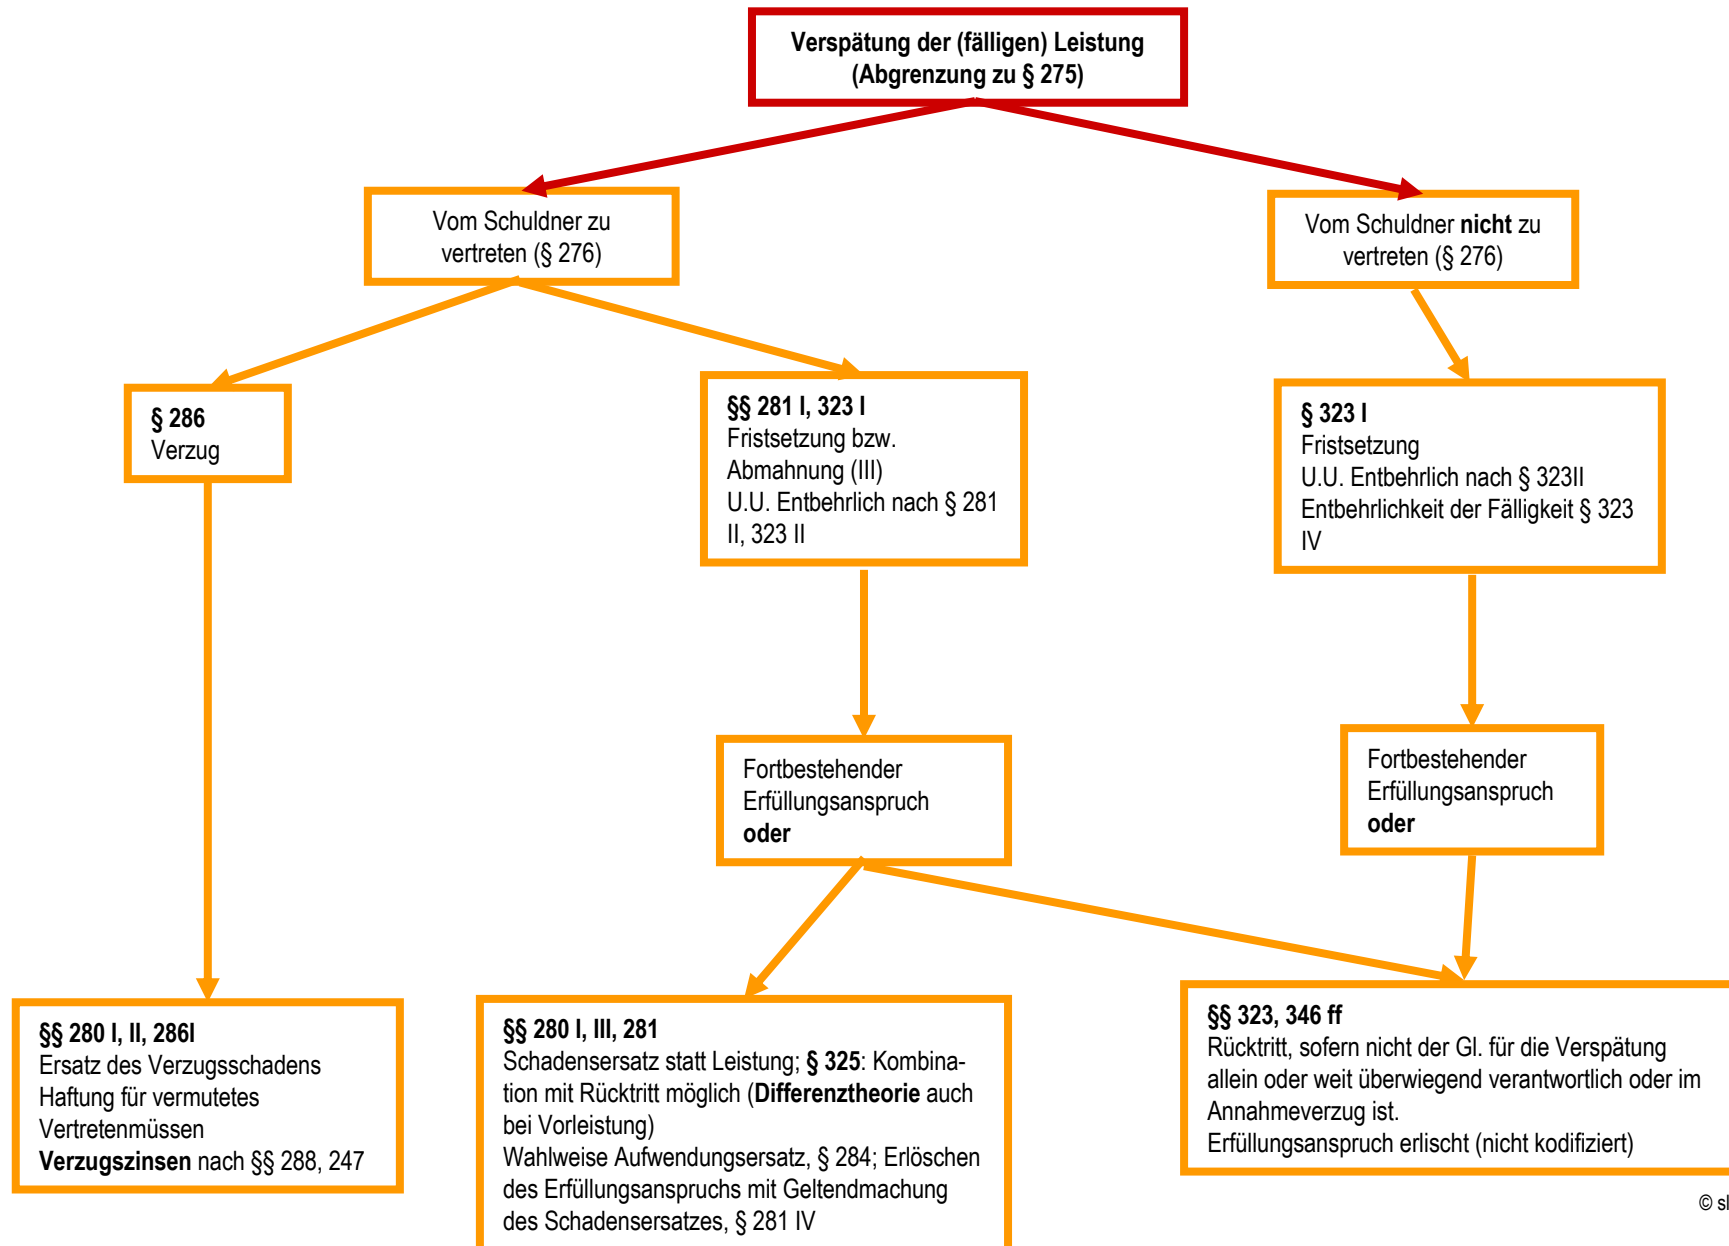 Verspätung der (fälligen) Leistung
(Abgrenzung zu § 275)
Vom Schuldner zu
vertreten (§ 276)
Vom Schuldner nicht zu
vertreten (§ 276)
§ 286
Verzug
§§ 281 I, 323 I
Fristsetzung bzw.
Abmahnung (III)
U.U. Entbehrlich nach § 281
II, 323 II
§ 323 I
Fristsetzung
U.U. Entbehrlich nach § 323II
Entbehrlichkeit der Fälligkeit § 323
IV
Fortbestehender
Erfüllungsanspruch
oder
Fortbestehender
Erfüllungsanspruch
oder
§§ 280 I, II, 286I
Ersatz des Verzugsschadens
Haftung für vermutetes
Vertretenmüssen
Verzugszinsen nach §§ 288, 247
§§ 280 I, III, 281
Schadensersatz statt Leistung; § 325: Kombina-
tion mit Rücktritt möglich (Differenztheorie auch
bei Vorleistung)
Wahlweise Aufwendungsersatz, § 284; Erlöschen
des Erfüllungsanspruchs mit Geltendmachung
des Schadensersatzes, § 281 IV
§§ 323, 346 ff
Rücktritt, sofern nicht der Gl. für die Verspätung
allein oder weit überwiegend verantwortlich oder im
Annahmeverzug ist.
Erfüllungsanspruch erlischt (nicht kodifiziert)
©